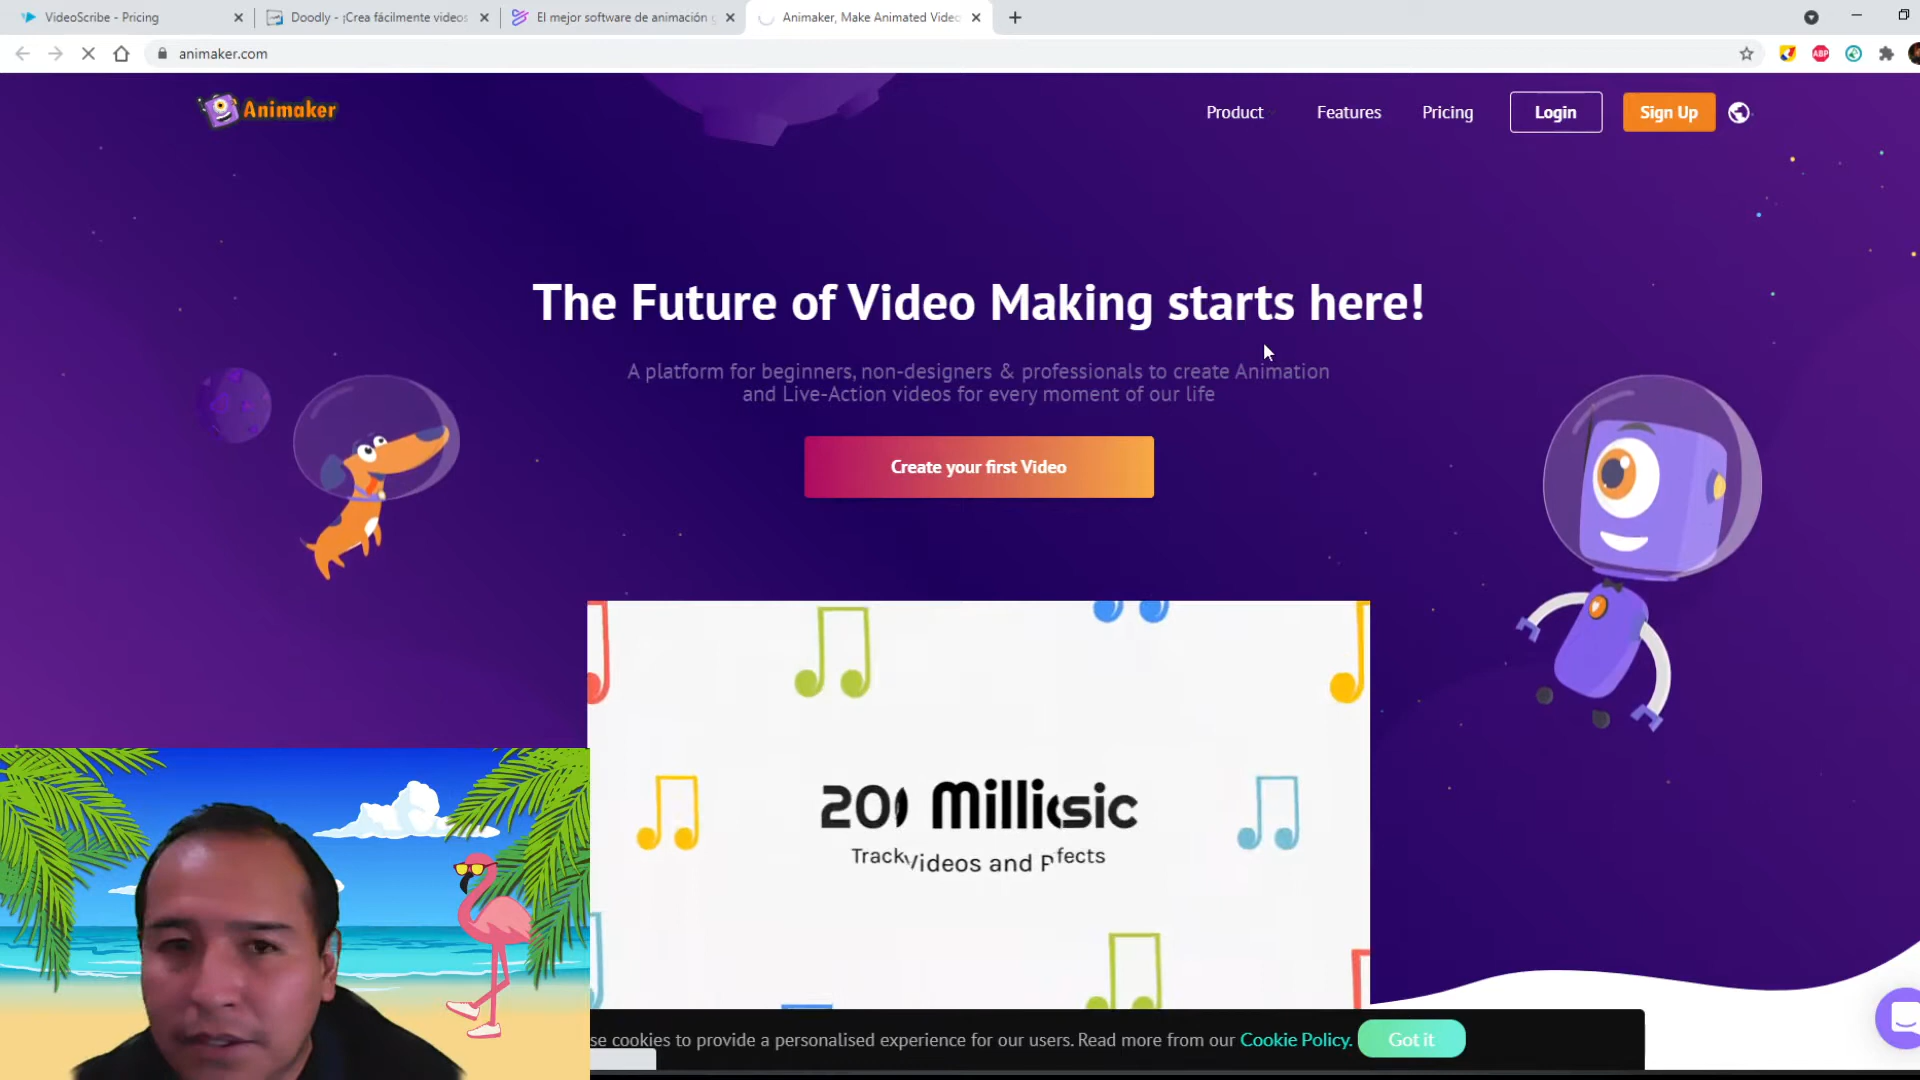 VideoScribe - Pricing
Doodly - ¡Crea fácilmente videos
El mejor software de animación
Animaker, Make Animated Video
animaker.com
ABP
Animaker
Product
Features
Pricing
Login
Sign Up
The Future of Video Making starts here!
A platform for beginners, non-designers & professionals to create Animation
and Live-Action videos for every moment of our life
Create your first Video
se cookies to provide a personalised experience for our users. Read more from our Cookie Policy. Got it